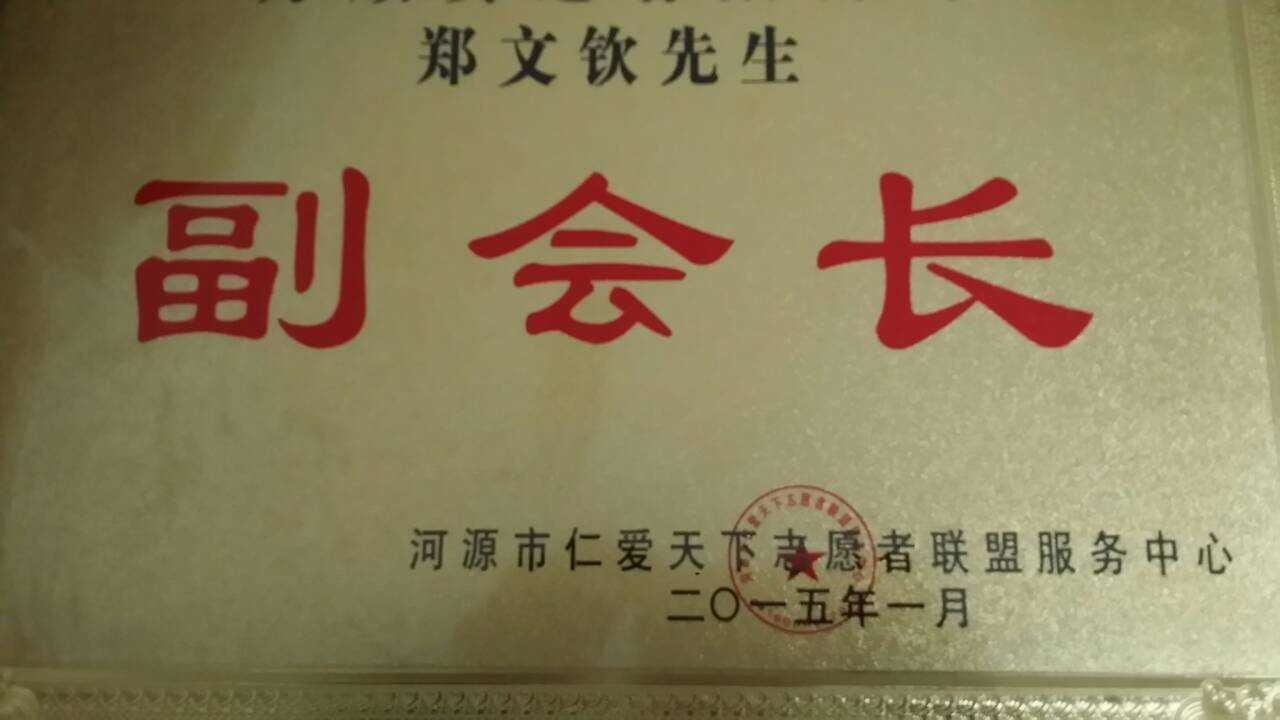 郑文钦先生
副会长
河源市仁爱天下志愿者联盟服务中心
二〇一五年一月